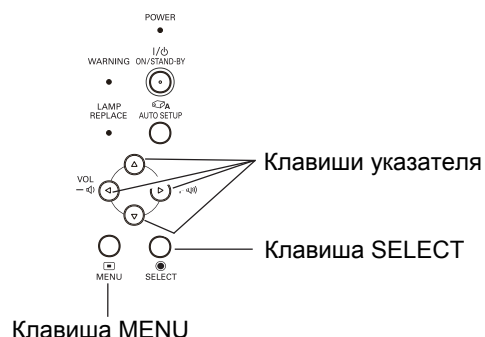 POWER
I/⏻
WARNING ON/STAND-BY
A
LAMP
REPLACE AUTO SETUP
Клавиши указателя
VOL
–
Клавиша SELECT
MENU SELECT
Клавиша MENU